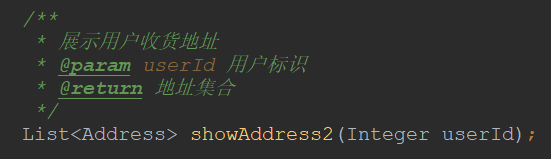 /**
* 展示用户收货地址
* @param userId 用户标识
* @return 地址集合
*/
List<Address> showAddress2(Integer userId);